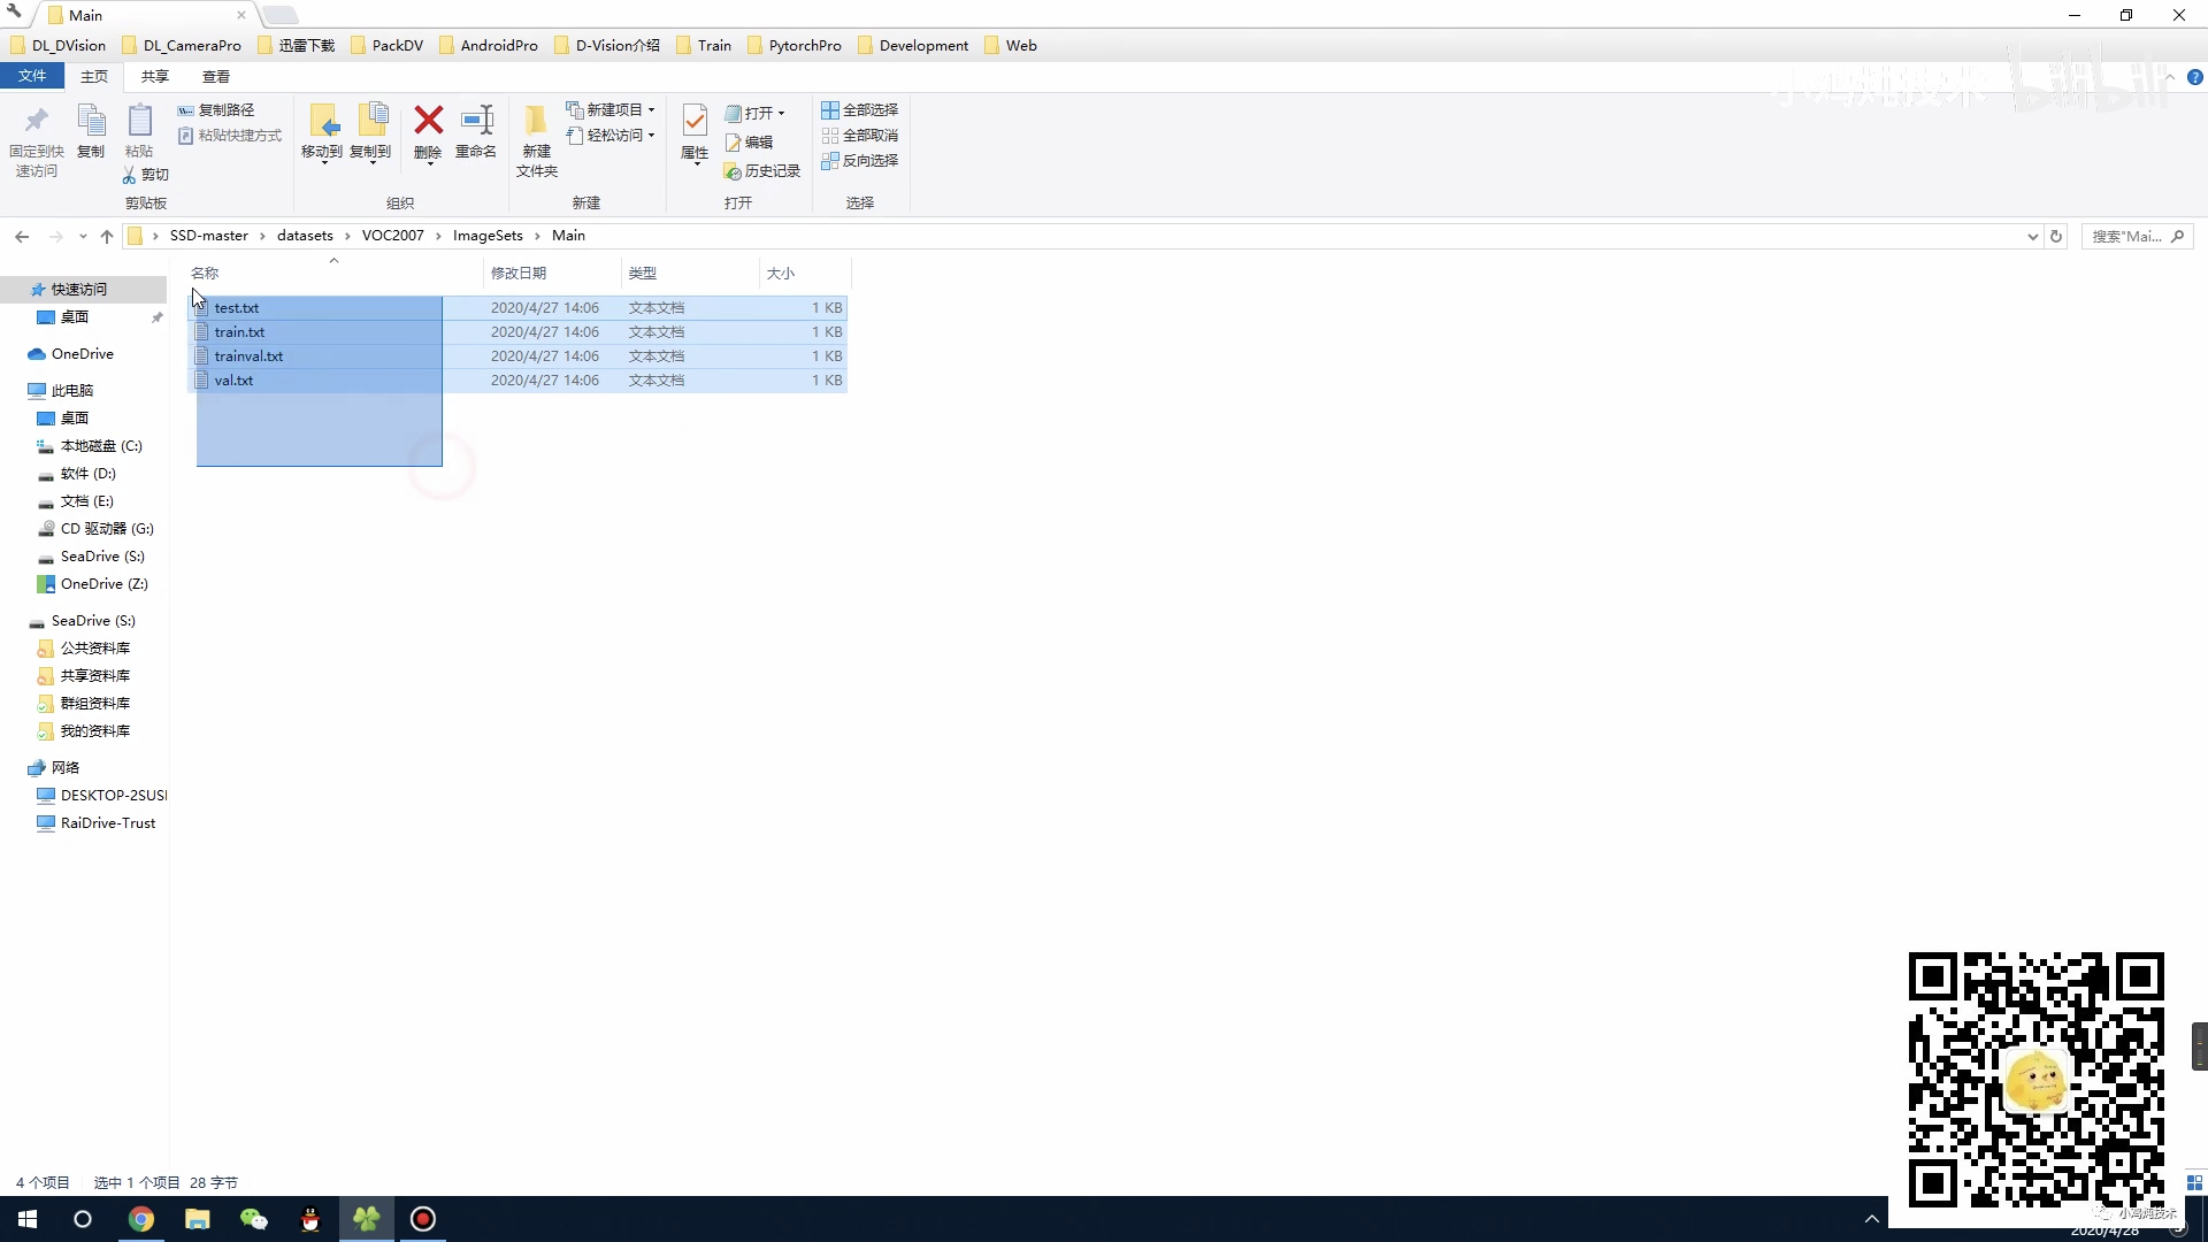 Main
DL_DVision DL_CameraPro 迅雷下载 PackDV AndroidPro D-Vision介绍 Train PytorchPro Development Web
文件 主页 共享 查看
小鸡炖技术 bilibili
固定到快速访问 复制 粘贴 复制路径 粘贴快捷方式 剪切
移动到 复制到 删除 重命名 新建文件夹 新建项目 轻松访问
属性 打开 编辑 历史记录 全部选择 全部取消 反向选择
剪贴板 组织 新建 打开 选择
SSD-master datasets VOC2007 ImageSets Main 搜索"Mai...
名称 修改日期 类型 大小
test.txt 2020/4/27 14:06 文本文档 1 KB
train.txt 2020/4/27 14:06 文本文档 1 KB
trainval.txt 2020/4/27 14:06 文本文档 1 KB
val.txt 2020/4/27 14:06 文本文档 1 KB
快速访问
桌面
OneDrive
此电脑
桌面
本地磁盘 (C:)
软件 (D:)
文档 (E:)
CD 驱动器 (G:)
SeaDrive (S:)
OneDrive (Z:)
SeaDrive (S:)
公共资料库
共享资料库
群组资料库
我的资料库
网络
DESKTOP-2SUS
RaiDrive-Trust
4 个项目 选中 1 个项目 28 字节
小鸡炖技术
2020/4/28